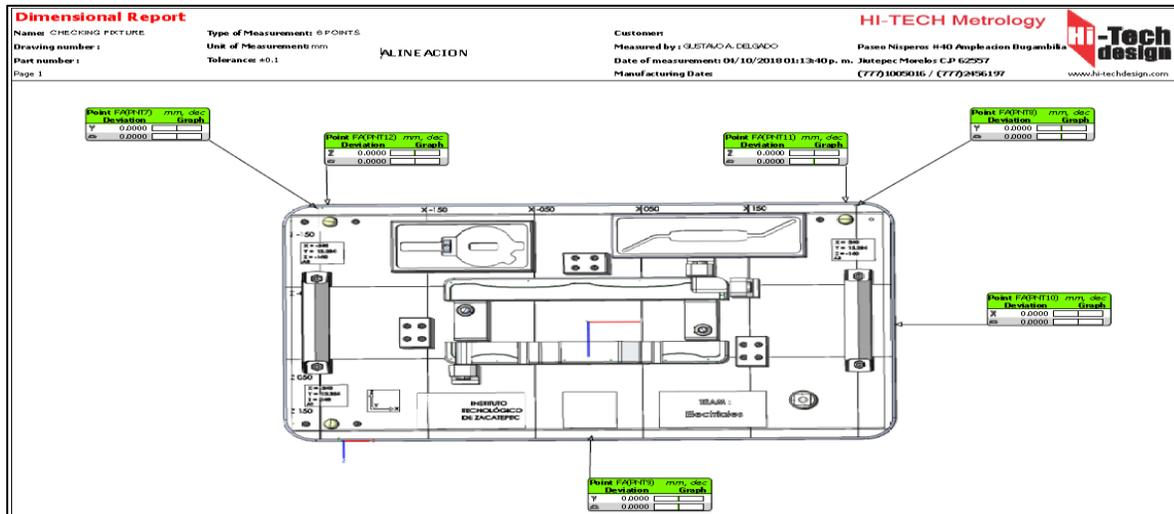 Dimensional Report
Name: CHECKING FIXTURE
Drawing number :
Part number :
Page 1
Type of Measurement: 6 POINTS
Unit of Measurement: mm
Tolerance: ±0.1
ALINEACION
Customer:
Measured by : GUSTAVO A. DELGADO
Date of measurement: 04/10/2018 01:13:40 p. m.
Manufacturing Date:
HI-TECH Metrology
Paseo Nisperos #40 Ampleacion Bugambilia
Jiutepec Morelos C.P 62557
(777)1005016 / (777)2456197
Hi-Tech
design
www.hi-techdesign.com
Point FA(PNT7) mm, dec
Deviation Graph
Y 0.0000
0.0000
Point FA(PNT12) mm, dec
Deviation Graph
Z 0.0000
0.0000
Point FA(PNT11) mm, dec
Deviation Graph
Z 0.0000
0.0000
Point FA(PNT8) mm, dec
Deviation Graph
Y 0.0000
0.0000
X -150
X -050
X 050
X 150
Z -150
Point FA(PNT10) mm, dec
Deviation Graph
X 0.0000
0.0000
Z 050
Z 150
INSTITUTO
TECNOLÓGICO
DE ZACATEPEC
TEAM :
Electriales
Point FA(PNT9) mm, dec
Deviation Graph
Y 0.0000
0.0000